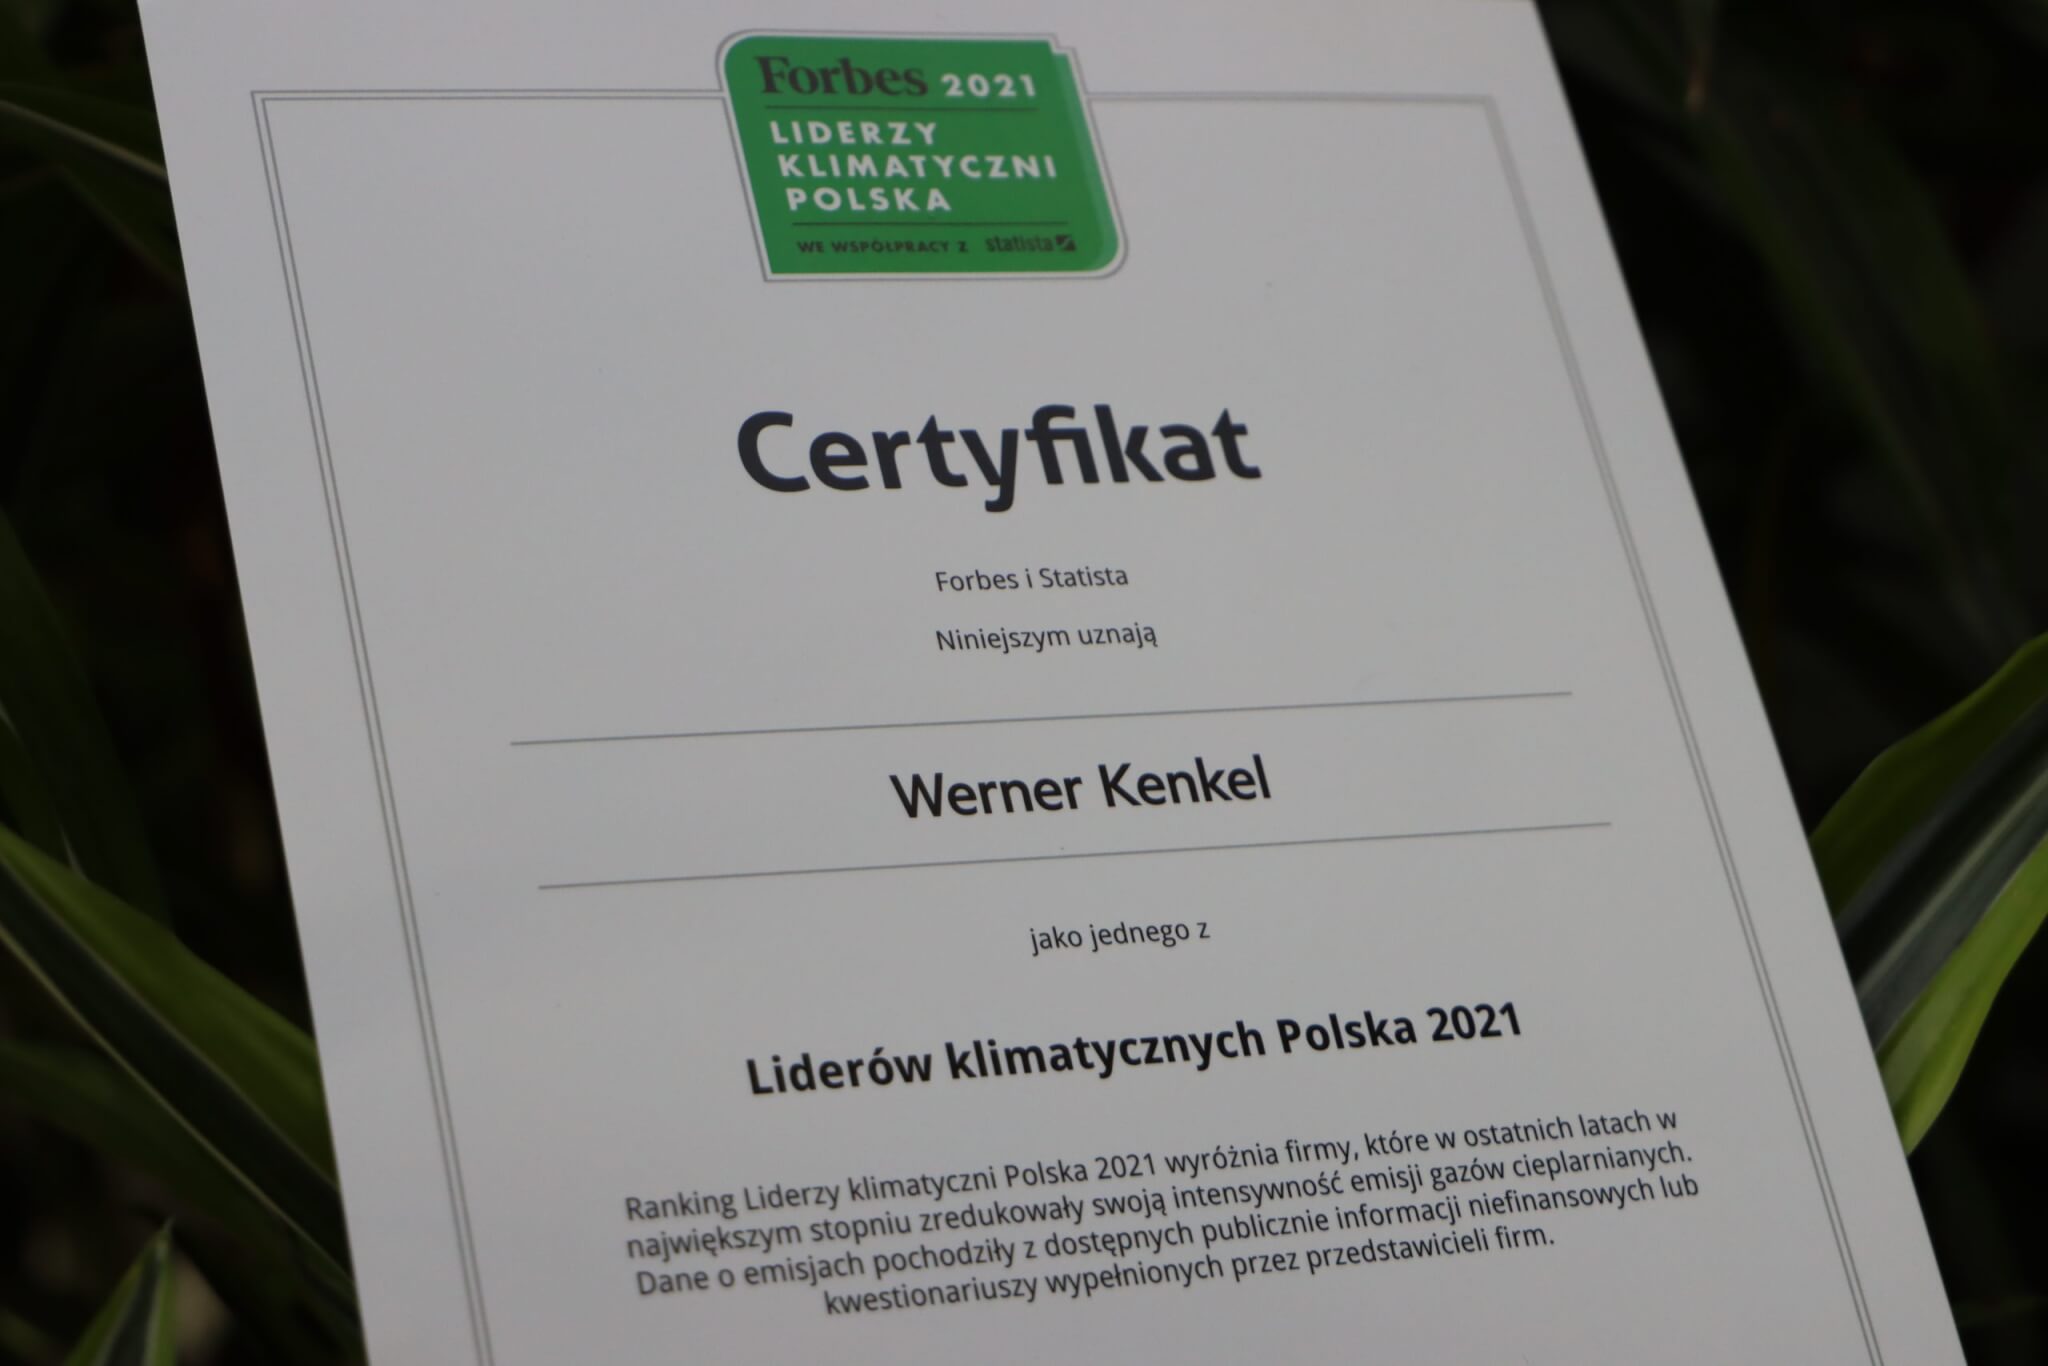 Forbes 2021
LIDERZY
KLIMATYCZNI
POLSKA
WE WSPÓŁPRACY Z statista
Certyfikat
Forbes i Statista
Niniejszym uznają
Werner Kenkel
jako jednego z
Liderów klimatycznych Polska 2021
Ranking Liderzy klimatyczni Polska 2021 wyróżnia firmy, które w ostatnich latach w
największym stopniu zredukowały swoją intensywność emisji gazów cieplarnianych.
Dane o emisjach pochodziły z dostępnych publicznie informacji niefinansowych lub
kwestionariuszy wypełnionych przez przedstawicieli firm.